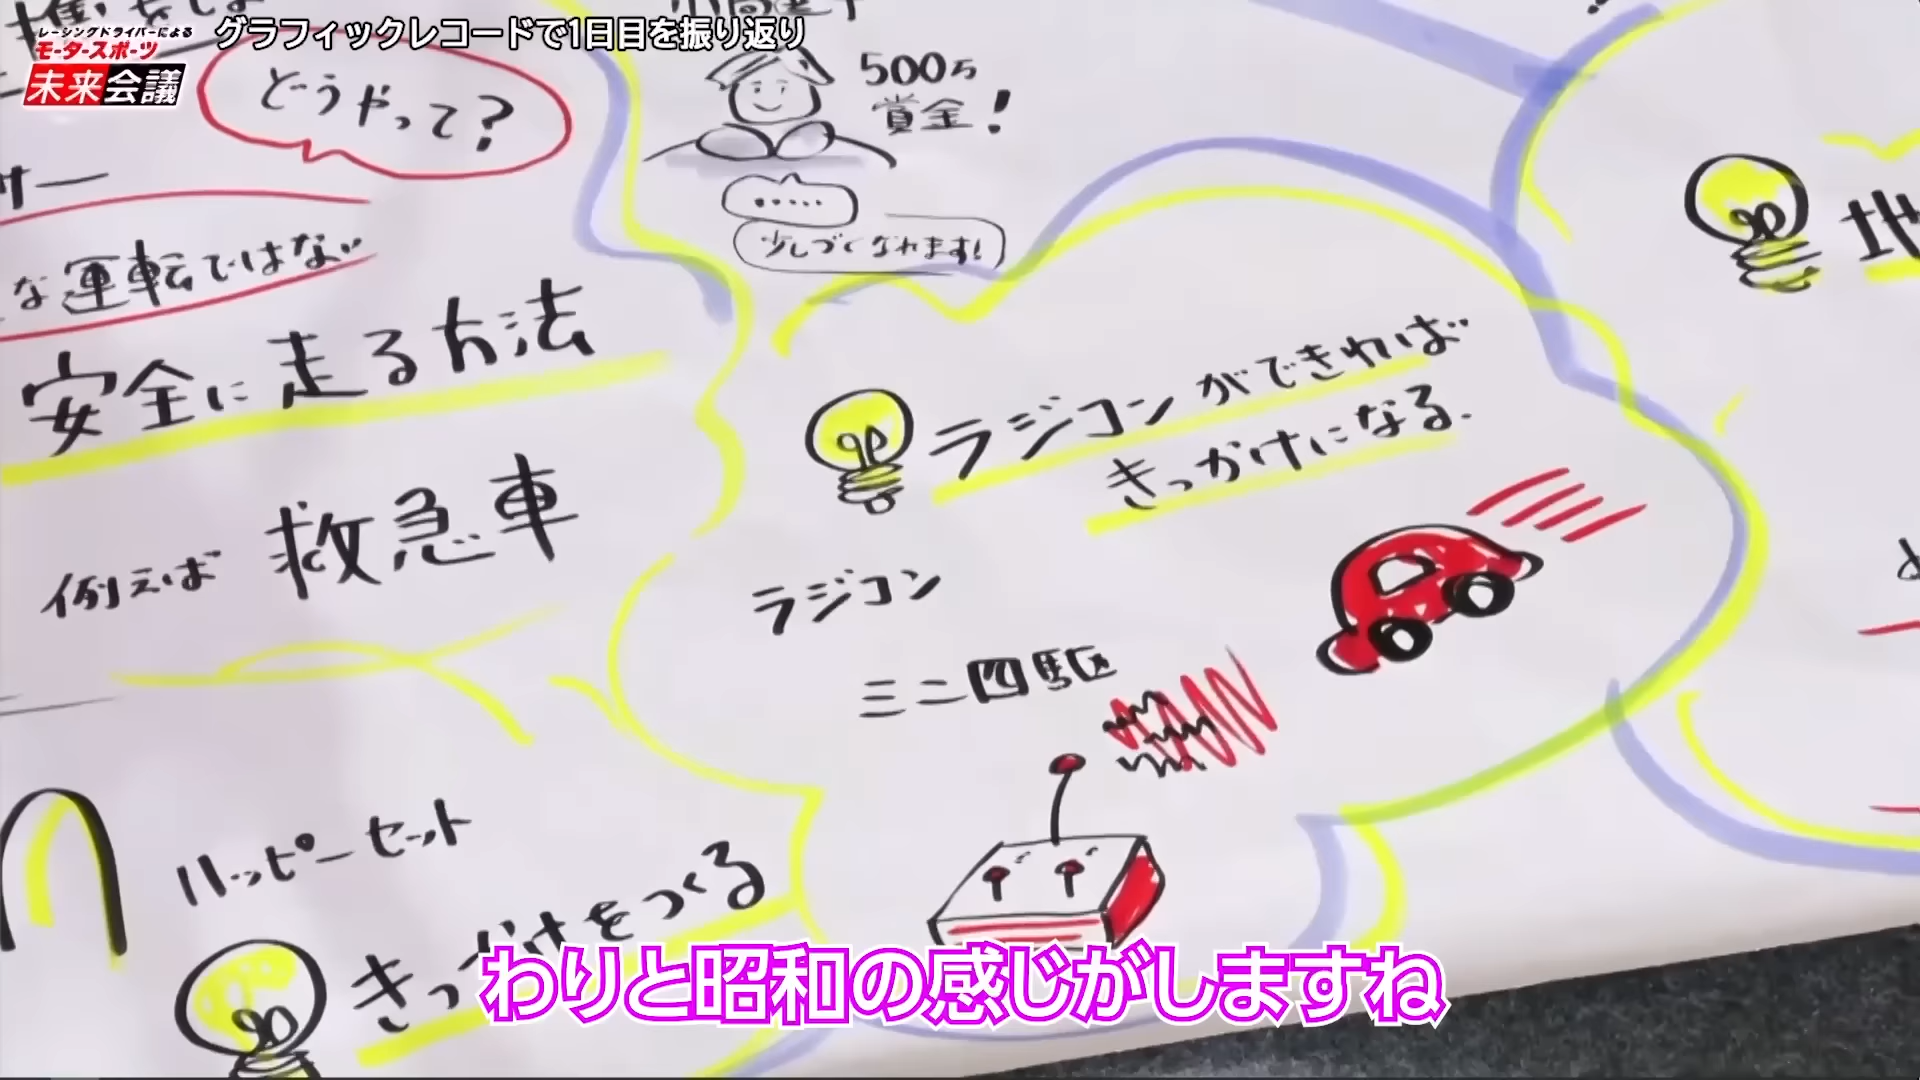 レーシングドライバーによる
モータースポーツ
未来会議
グラフィックレコードで1日目を振り返り
どうやって?
500万
賞金!
・・・・・
少しづくなれます!
サー
な運転ではない
安全に走る方法
例えば 救急車
ラジコンができれば
きっかけになる.
ラジコン
ミニ四駆
地
ハッピーセット
きっかけをつくる
わりと昭和の感じがしますね